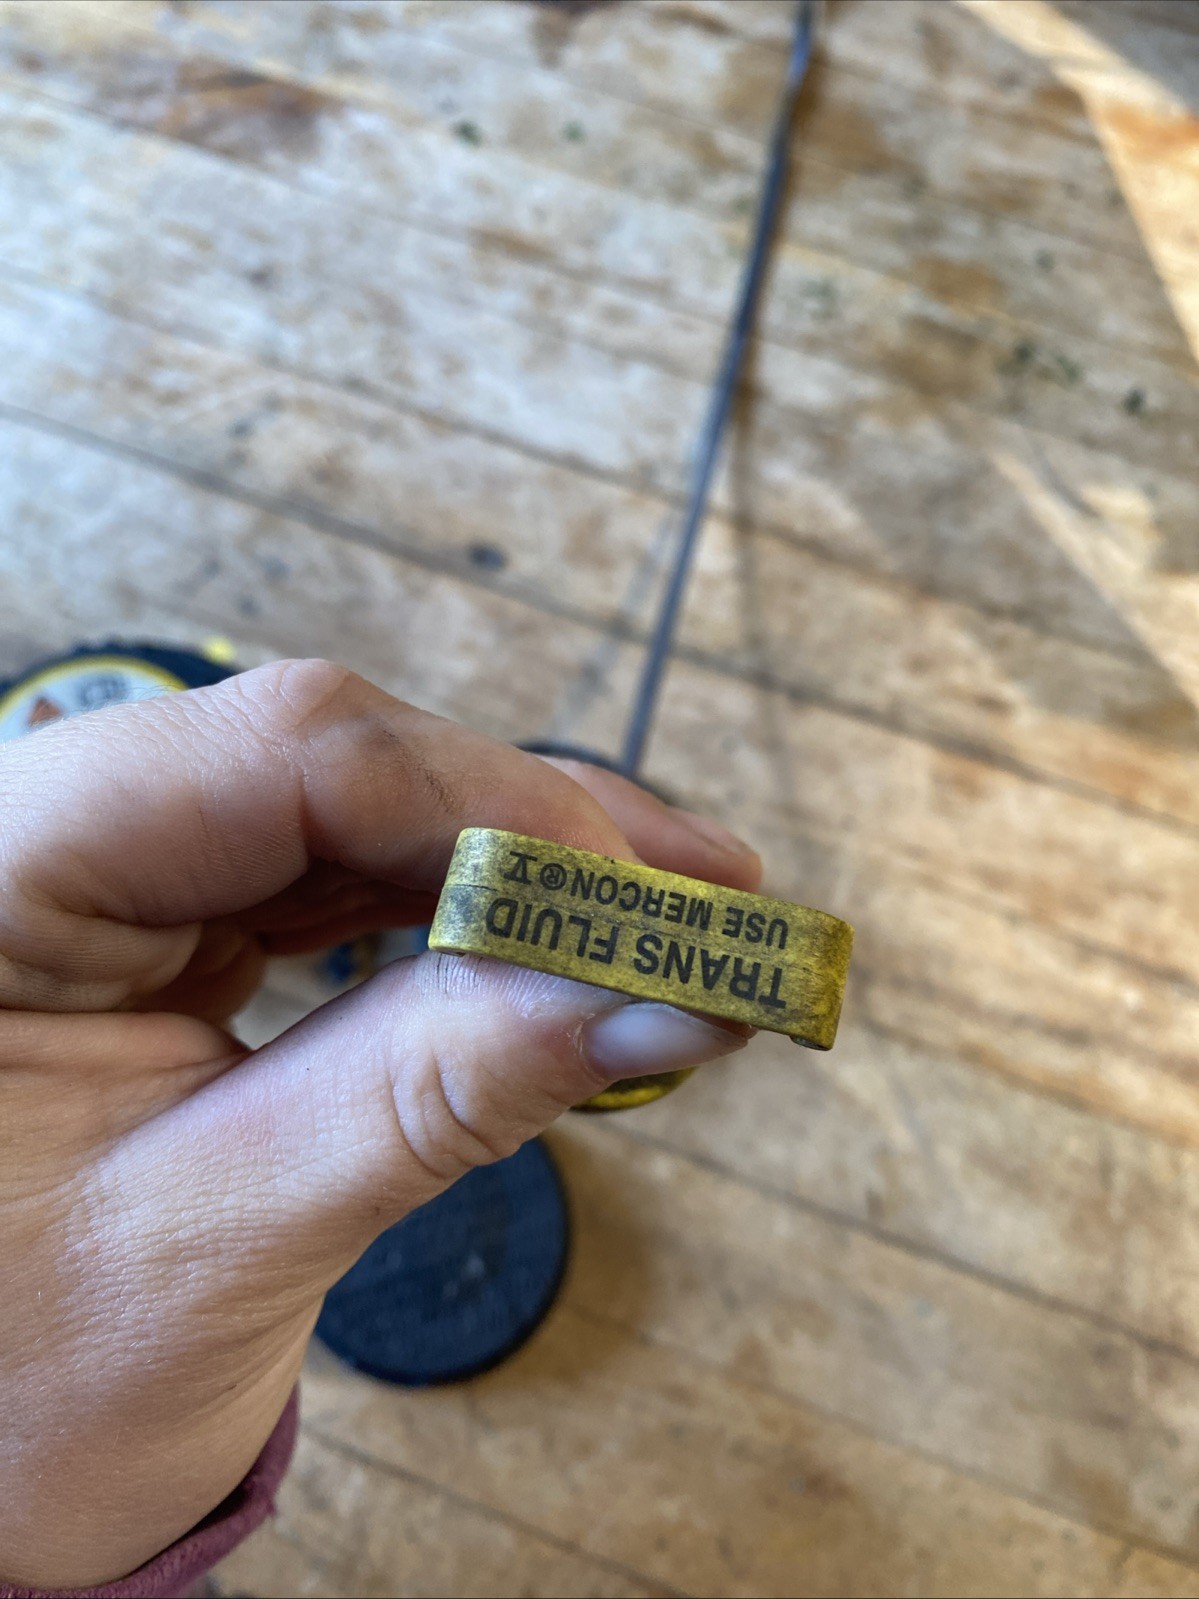 TRANS FLUID
USE MERCON® V